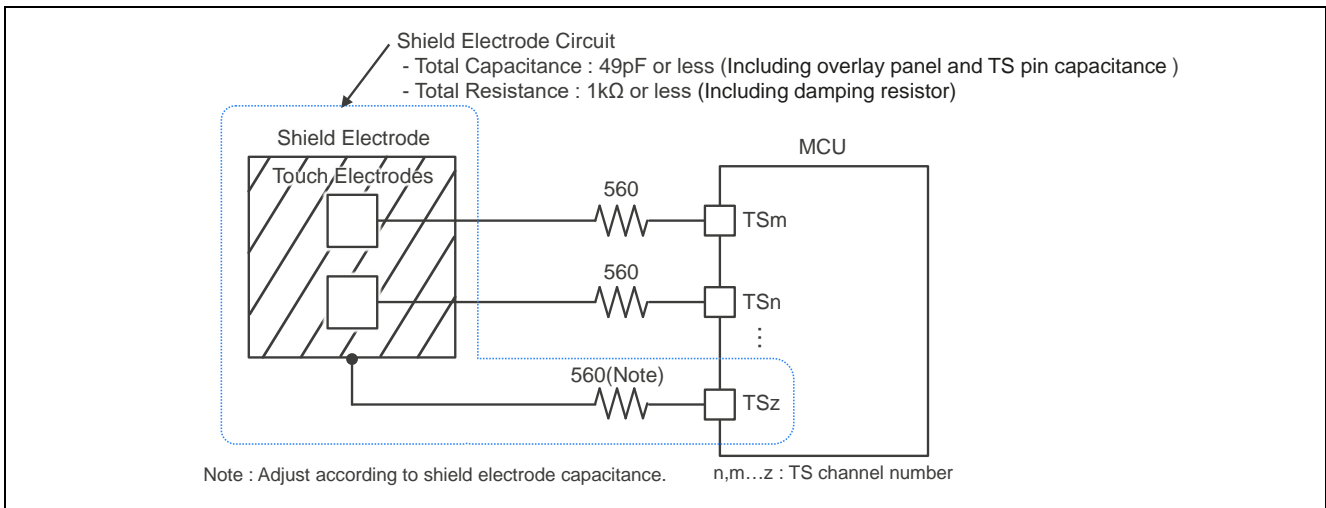 Shield Electrode Circuit
- Total Capacitance : 49pF or less (Including overlay panel and TS pin capacitance )
- Total Resistance : 1kΩ or less (Including damping resistor)
Shield Electrode
MCU
Touch Electrodes
560
TSm
560
TSn
⋮
560(Note)
TSz
Note : Adjust according to shield electrode capacitance.
n,m…z : TS channel number